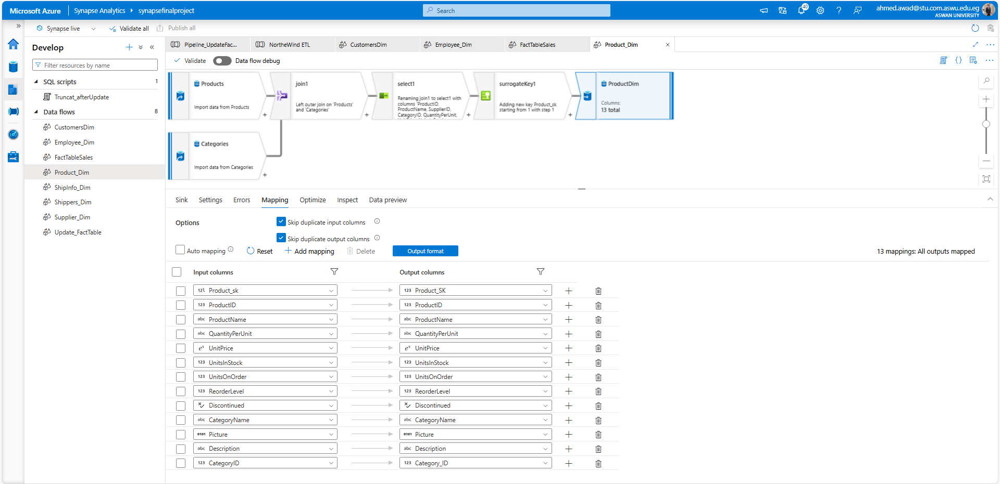 Microsoft Azure
Synapse Analytics
synapsefinalproject
Search
40
ahmed.awad@stu.com.aswu.edu.eg
ASWAN UNIVERSITY
Synapse live
Validate all
Publish all
Develop
Filter resources by name
SQL scripts 1
Truncat_afterUpdate
Data flows 8
CustomersDim
Employee_Dim
FactTableSales
Product_Dim
ShipInfo_Dim
Shippers_Dim
Supplier_Dim
Update_FactTable
Pipeline_UpdateFac...
NortheWind ETL
CustomersDim
Employee_Dim
FactTableSales
Product_Dim
Validate
Data flow debug
Products
Import data from Products
join1
Left outer join on 'Products'
and 'Categories'
select1
Renaming join1 to select1 with
columns 'ProductID,
ProductName, SupplierID,
CategoryID, QuantityPerUnit,
surrogateKey1
Adding new key Product_sk
starting from 1 with step 1
ProductDim
Columns:
13 total
Categories
Import data from Categories
Sink
Settings
Errors
Mapping
Optimize
Inspect
Data preview
Options
Skip duplicate input columns
Skip duplicate output columns
Auto mapping
Reset
Add mapping
Delete
Output format
13 mappings: All outputs mapped
Input columns
Output columns
12l Product_sk 123 Product_SK
123 ProductID 123 ProductID
abc ProductName abc ProductName
abc QuantityPerUnit abc QuantityPerUnit
eˣ UnitPrice eˣ UnitPrice
123 UnitsInStock 123 UnitsInStock
123 UnitsOnOrder 123 UnitsOnOrder
123 ReorderLevel 123 ReorderLevel
Discontinued Discontinued
abc CategoryName abc CategoryName
0101 Picture 0101 Picture
abc Description abc Description
123 CategoryID 123 Category_ID